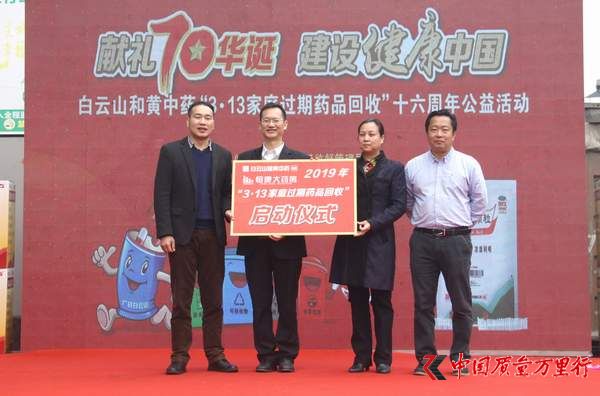 献礼70华诞 建设健康中国
白云山和黄中药“3·13家庭过期药品回收”十六周年公益活动
2019年
“3·13家庭过期药品回收”
启动仪式
中国质量万里行